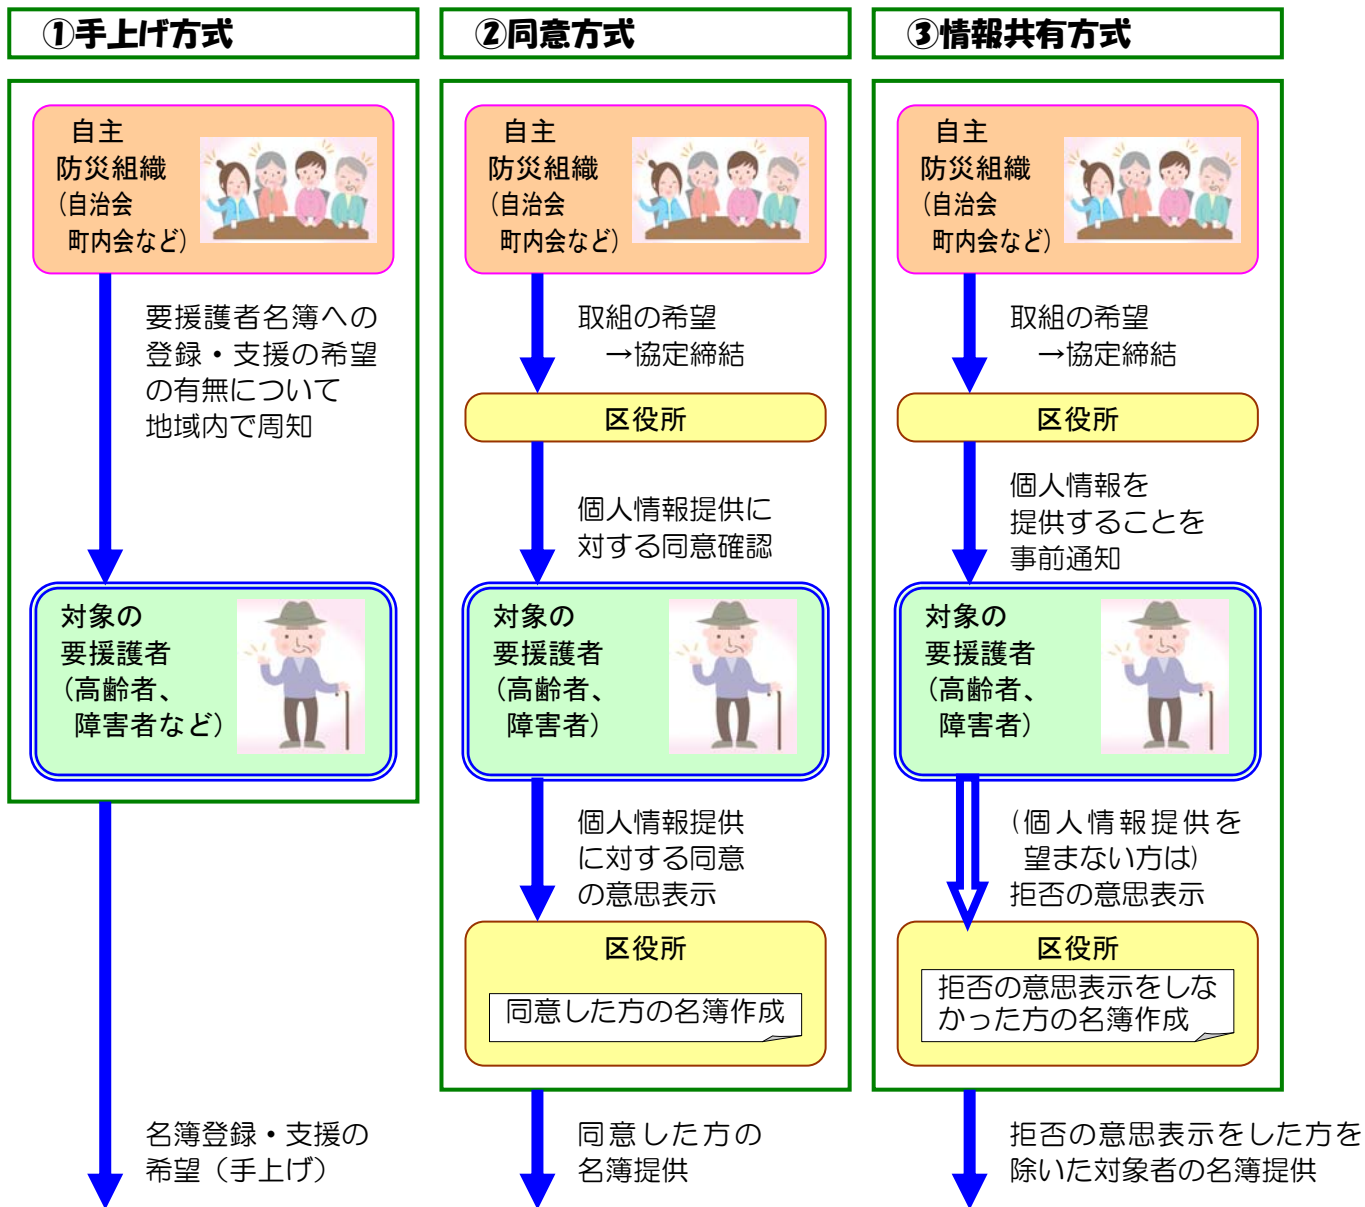 ①手上げ方式
自主
防災組織
(自治会
町内会など)
要援護者名簿への
登録・支援の希望
の有無について
地域内で周知
対象の
要援護者
(高齢者、
障害者など)
名簿登録・支援の
希望（手上げ）
②同意方式
自主
防災組織
(自治会
町内会など)
取組の希望
→協定締結
区役所
個人情報提供に
対する同意確認
対象の
要援護者
(高齢者、
障害者)
個人情報提供
に対する同意
の意思表示
区役所
同意した方の名簿作成
同意した方の
名簿提供
③情報共有方式
自主
防災組織
(自治会
町内会など)
取組の希望
→協定締結
区役所
個人情報を
提供することを
事前通知
対象の
要援護者
(高齢者、
障害者)
(個人情報提供を
望まない方は)
拒否の意思表示
区役所
拒否の意思表示をしな
かった方の名簿作成
拒否の意思表示をした方を
除いた対象者の名簿提供